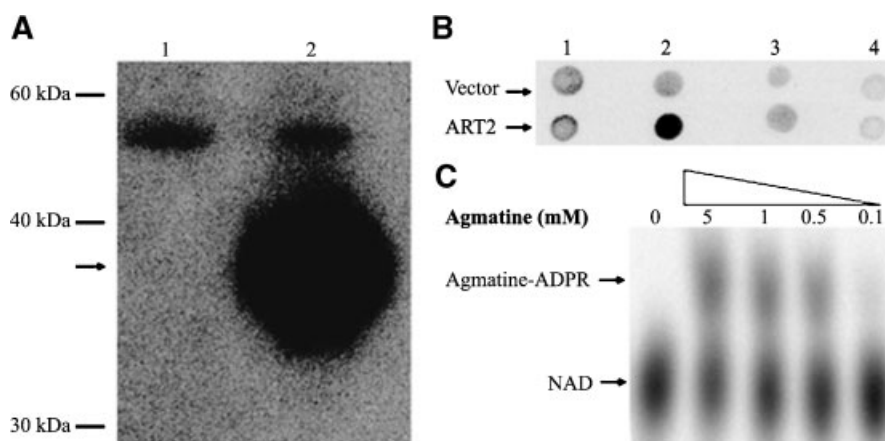 A
1 2
60 kDa
40 kDa
30 kDa
B
1 2 3 4
Vector
ART2
C
Agmatine (mM) 0 5 1 0.5 0.1
Agmatine-ADPR
NAD